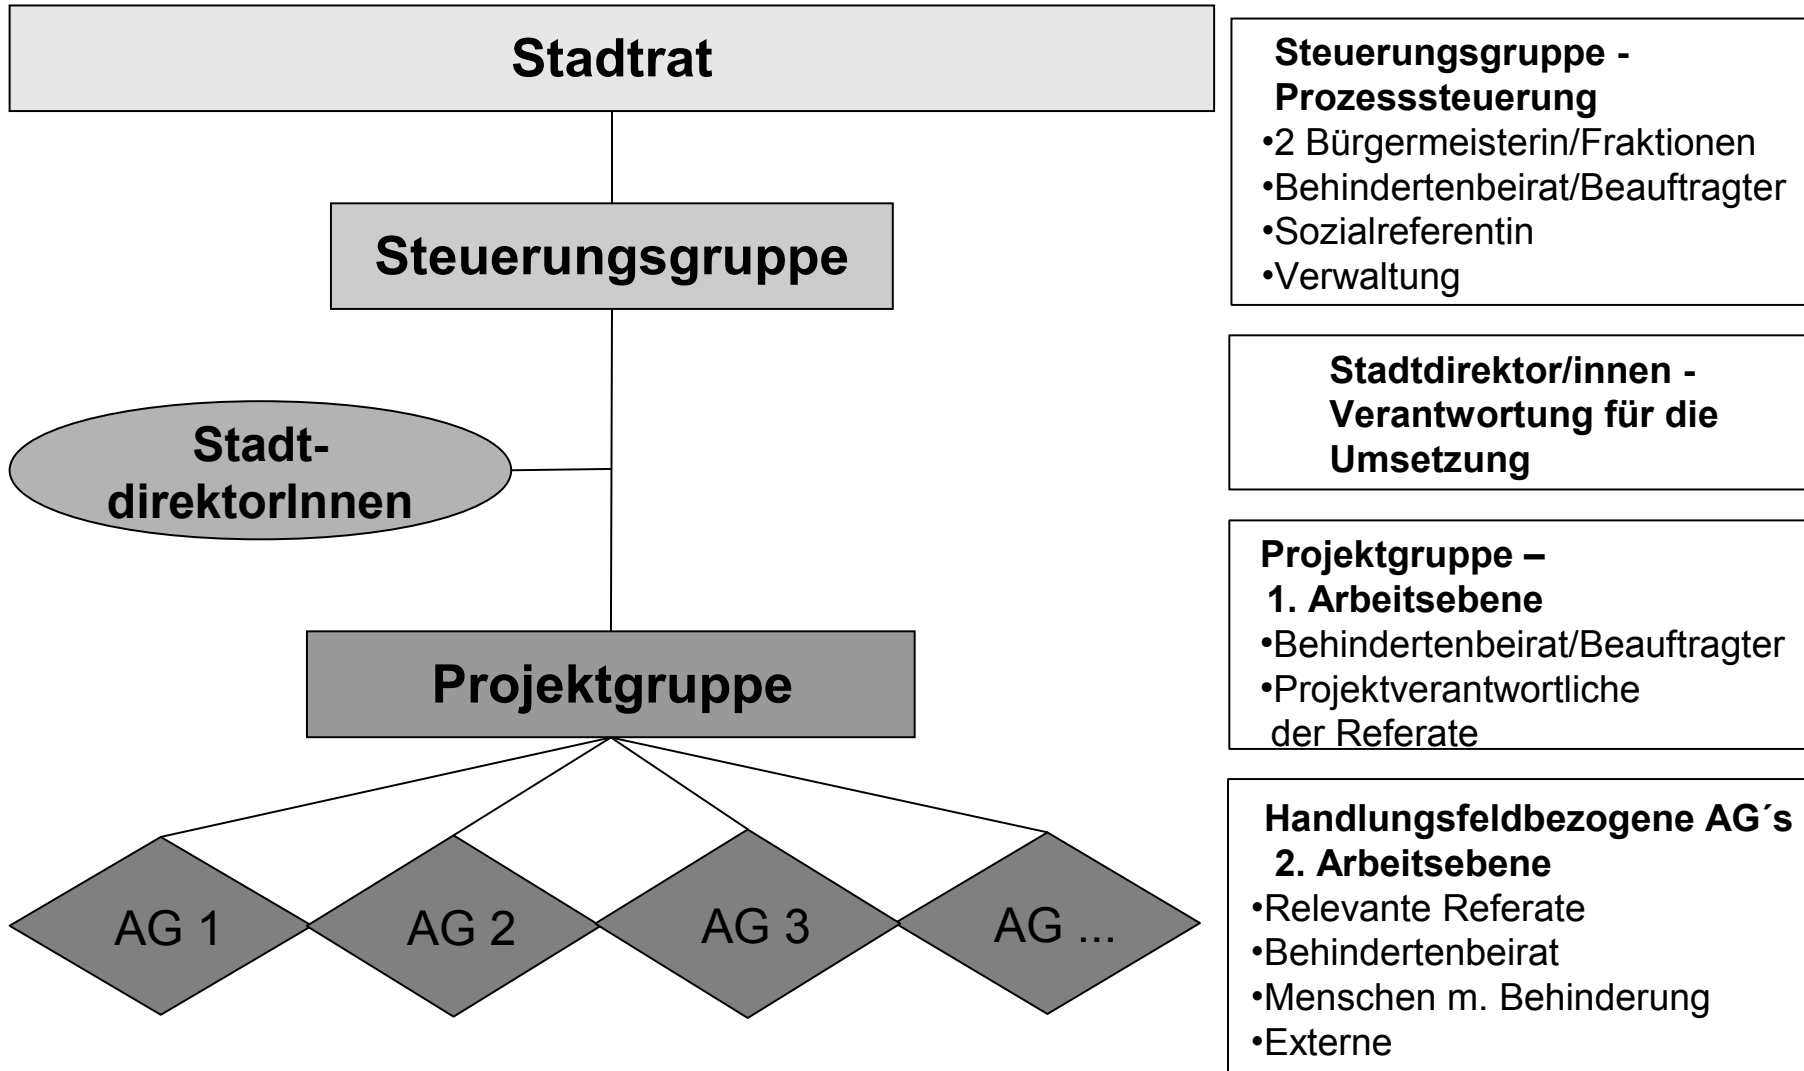 Stadtrat
Steuerungsgruppe
Stadt-
direktorInnen
Projektgruppe
AG 1
AG 2
AG 3
AG ...
Steuerungsgruppe -
Prozesssteuerung
•2 Bürgermeisterin/Fraktionen
•Behindertenbeirat/Beauftragter
•Sozialreferentin
•Verwaltung
Stadtdirektor/innen -
Verantwortung für die
Umsetzung
Projektgruppe –
1. Arbeitsebene
•Behindertenbeirat/Beauftragter
•Projektverantwortliche
der Referate
Handlungsfeldbezogene AG´s
2. Arbeitsebene
•Relevante Referate
•Behindertenbeirat
•Menschen m. Behinderung
•Externe